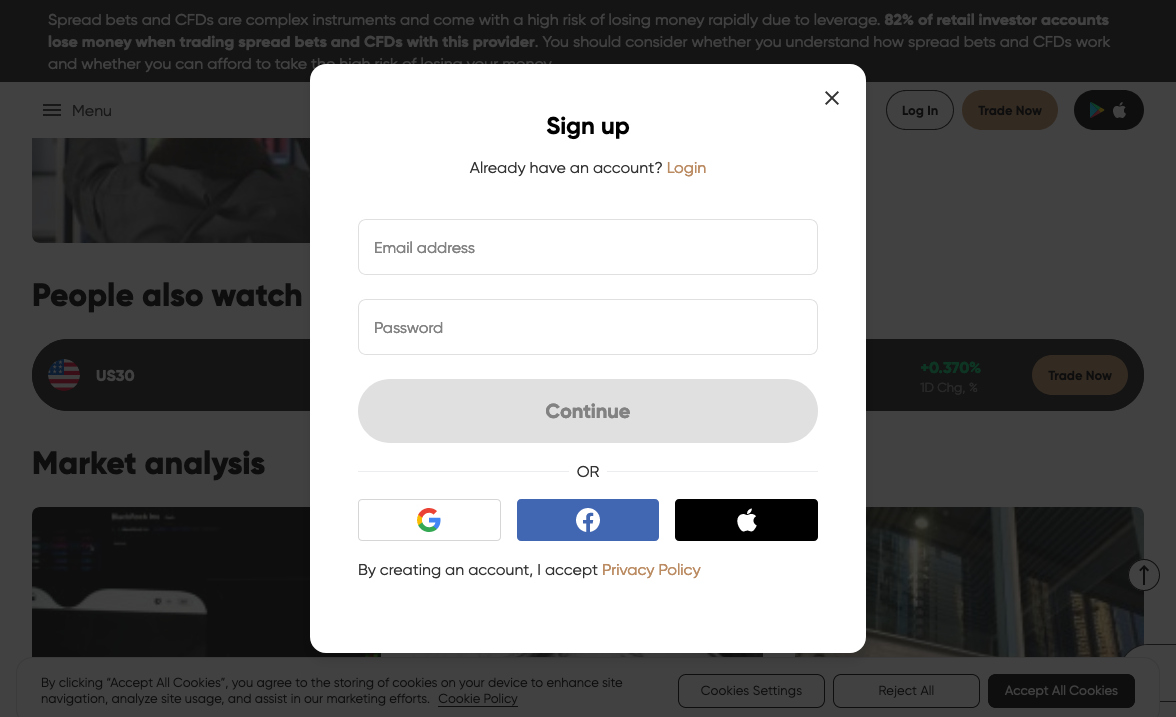 Spread bets and CFDs are complex instruments and come with a high risk of losing money rapidly due to leverage. 82% of retail investor accounts
lose money when trading spread bets and CFDs with this provider. You should consider whether you understand how spread bets and CFDs work
and whether you can afford to take the high risk of losing your money.
Menu
Log In
Trade Now
Sign up
Already have an account? Login
Email address
Password
People also watch
US30
+0.370%
1D Chg, %
Trade Now
Continue
Market analysis
OR
By creating an account, I accept Privacy Policy
By clicking “Accept All Cookies”, you agree to the storing of cookies on your device to enhance site
navigation, analyze site usage, and assist in our marketing efforts. Cookie Policy
Cookies Settings
Reject All
Accept All Cookies